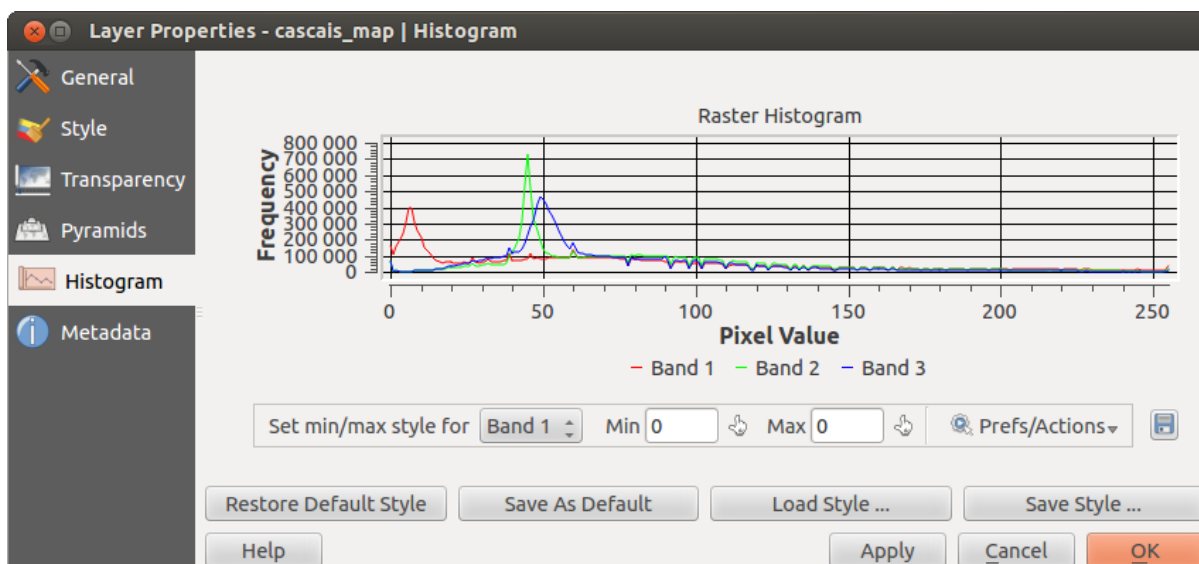 Layer Properties - cascais_map | Histogram
General
Style
Transparency
Pyramids
Histogram
Metadata
Raster Histogram
Frequency
800 000
700 000
600 000
500 000
400 000
300 000
200 000
100 000
0
0 50 100 150 200 250
Pixel Value
Band 1 Band 2 Band 3
Set min/max style for Band 1 Min 0 Max 0 Prefs/Actions
Restore Default Style Save As Default Load Style ... Save Style ...
Help Apply Cancel OK